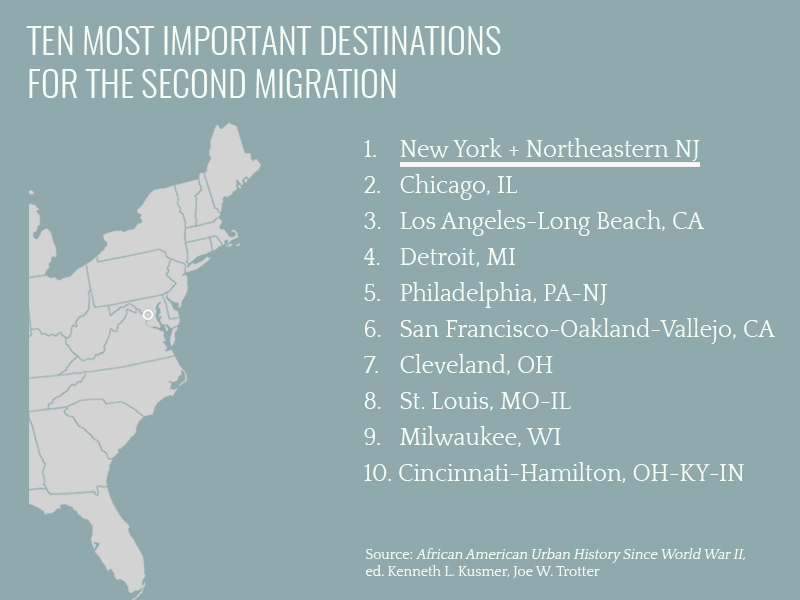 TEN MOST IMPORTANT DESTINATIONS
FOR THE SECOND MIGRATION
1. New York + Northeastern NJ
2. Chicago, IL
3. Los Angeles-Long Beach, CA
4. Detroit, MI
5. Philadelphia, PA-NJ
6. San Francisco-Oakland-Vallejo, CA
7. Cleveland, OH
8. St. Louis, MO-IL
9. Milwaukee, WI
10. Cincinnati-Hamilton, OH-KY-IN
Source: African American Urban History Since World War II,
ed. Kenneth L. Kusmer, Joe W. Trotter